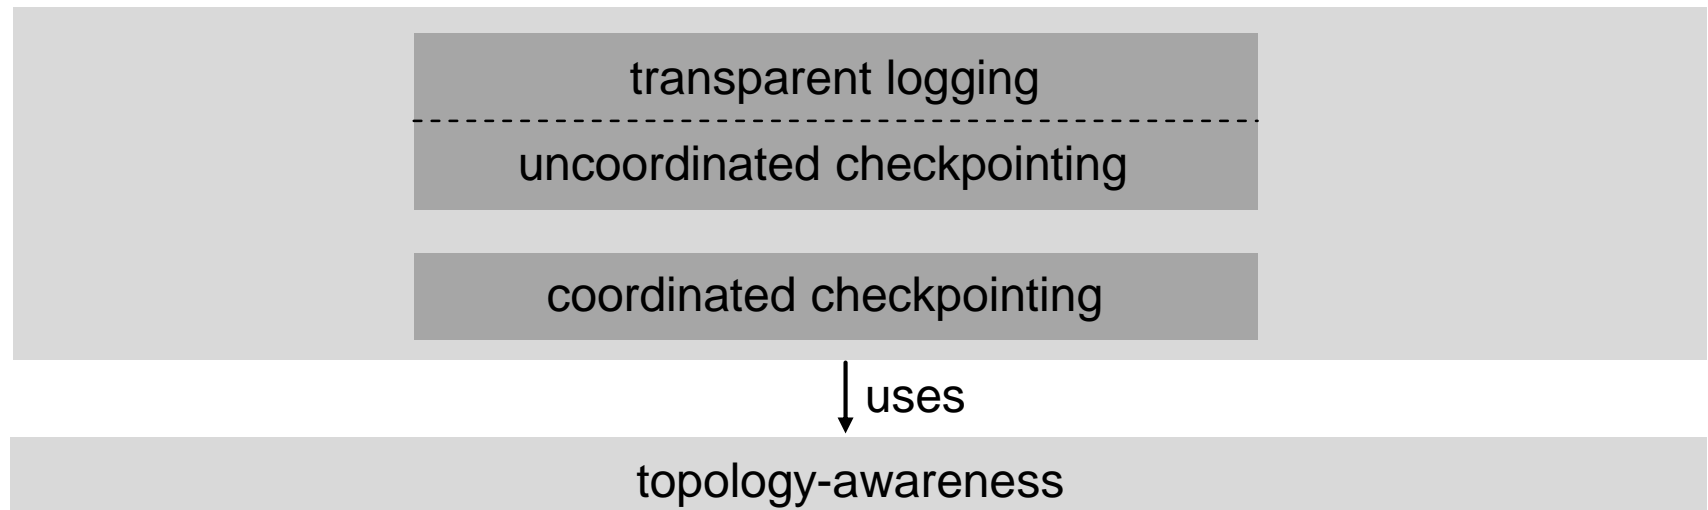 transparent logging
uncoordinated checkpointing
coordinated checkpointing
uses
topology-awareness